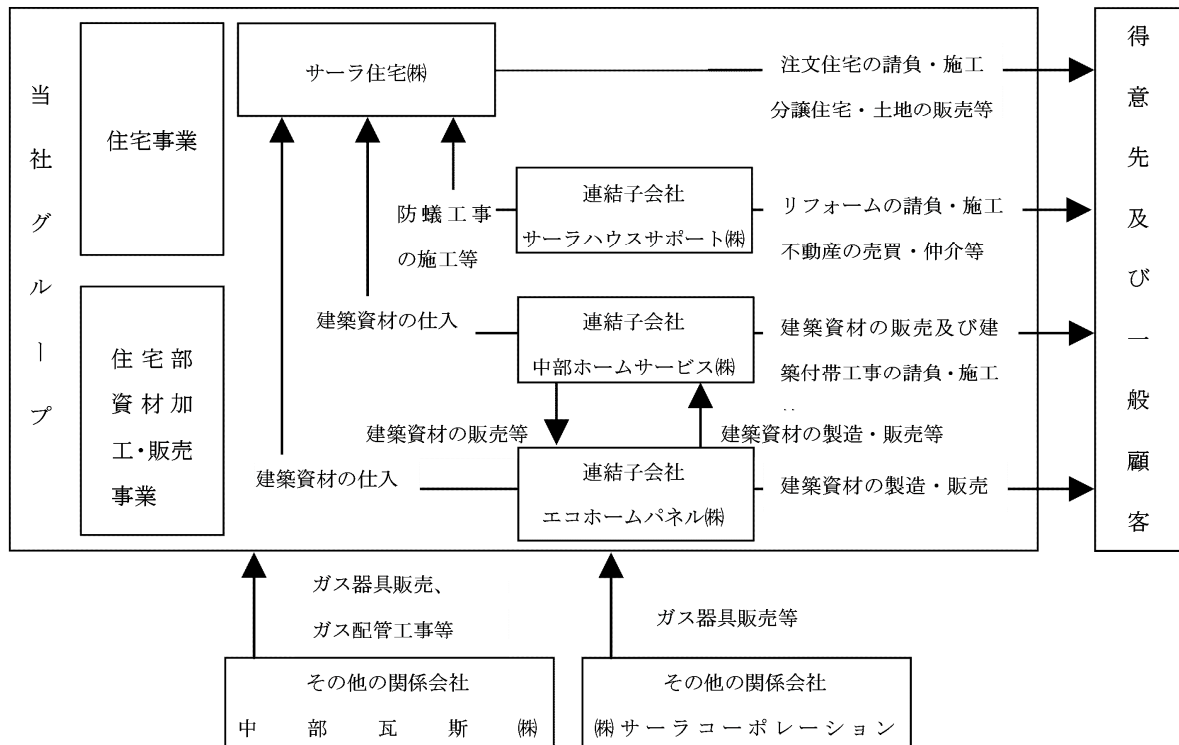 当社グループ
住宅事業
サーラ住宅㈱
注文住宅の請負・施工
分譲住宅・土地の販売等
得意先及び一般顧客
防蟻工事
の施工等
連結子会社
サーラハウスサポート㈱
リフォームの請負・施工
不動産の売買・仲介等
住宅部
資材加
工・販売
事業
建築資材の仕入
連結子会社
中部ホームサービス㈱
建築資材の販売及び建
築付帯工事の請負・施工
建築資材の販売等
建築資材の製造・販売等
建築資材の仕入
連結子会社
エコホームパネル㈱
建築資材の製造・販売
ガス器具販売、
ガス配管工事等
ガス器具販売等
その他の関係会社
中部瓦斯㈱
その他の関係会社
㈱サーラコーポレーション